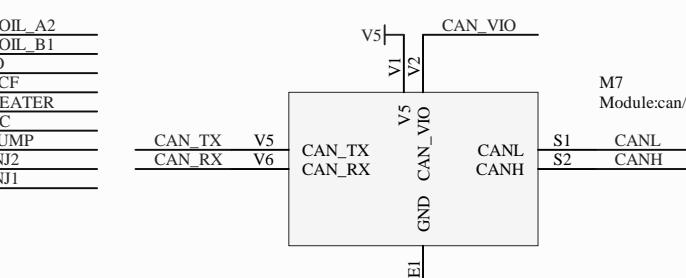 OIL_A2
OIL_B1
CF
EATER
C
UMP
NJ2
NJ1
V5
CAN_VIO
V1
V2
M7
Module:can/
V5
CAN_VIO
CAN_TX V5
CAN_RX V6
CAN_TX
CAN_RX
CANL
CANH
S1 CANL
S2 CANH
GND
E1